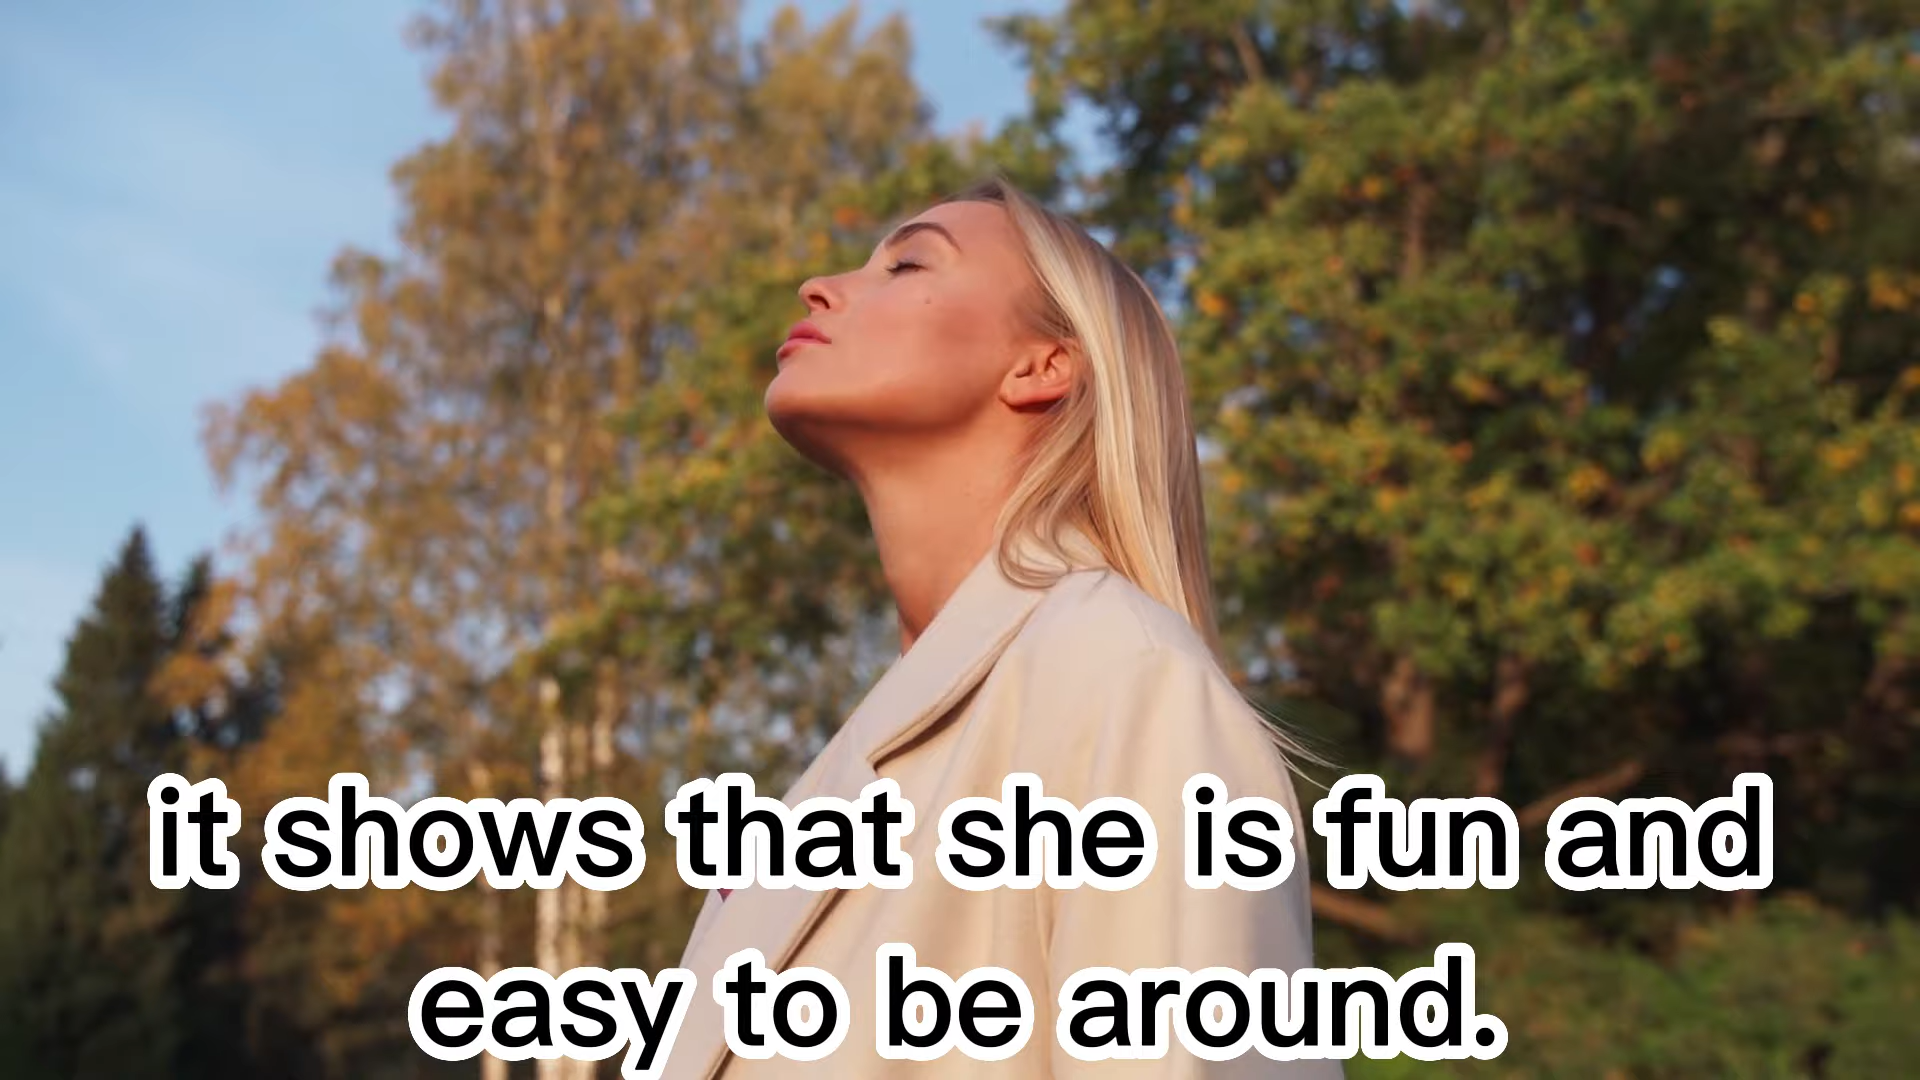 it shows that she is fun and
easy to be around.